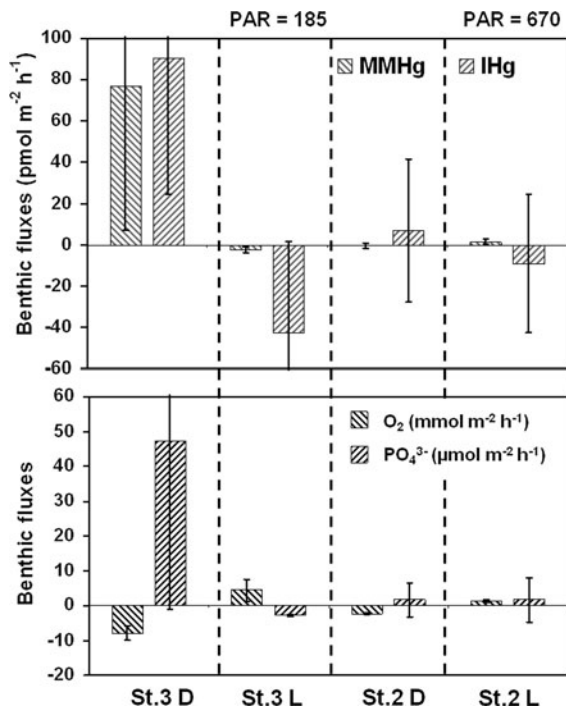 PAR = 185 PAR = 670
100
80
60
40
20
0
-20
-40
-60
Benthic fluxes (pmol m⁻² h⁻¹)
MMHg IHg
60
50
40
30
20
10
0
-10
-20
Benthic fluxes
O₂ (mmol m⁻² h⁻¹)
PO₄³⁻ (µmol m⁻² h⁻¹)
St.3 D St.3 L St.2 D St.2 L